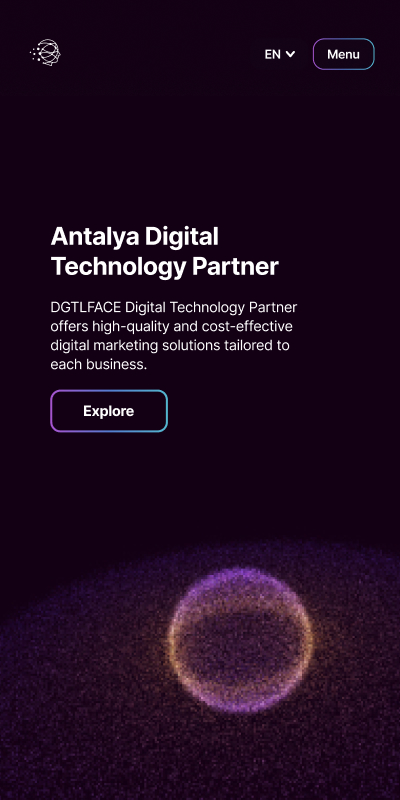 EN
Menu
Antalya Digital
Technology Partner
DGTLFACE Digital Technology Partner
offers high-quality and cost-effective
digital marketing solutions tailored to
each business.
Explore